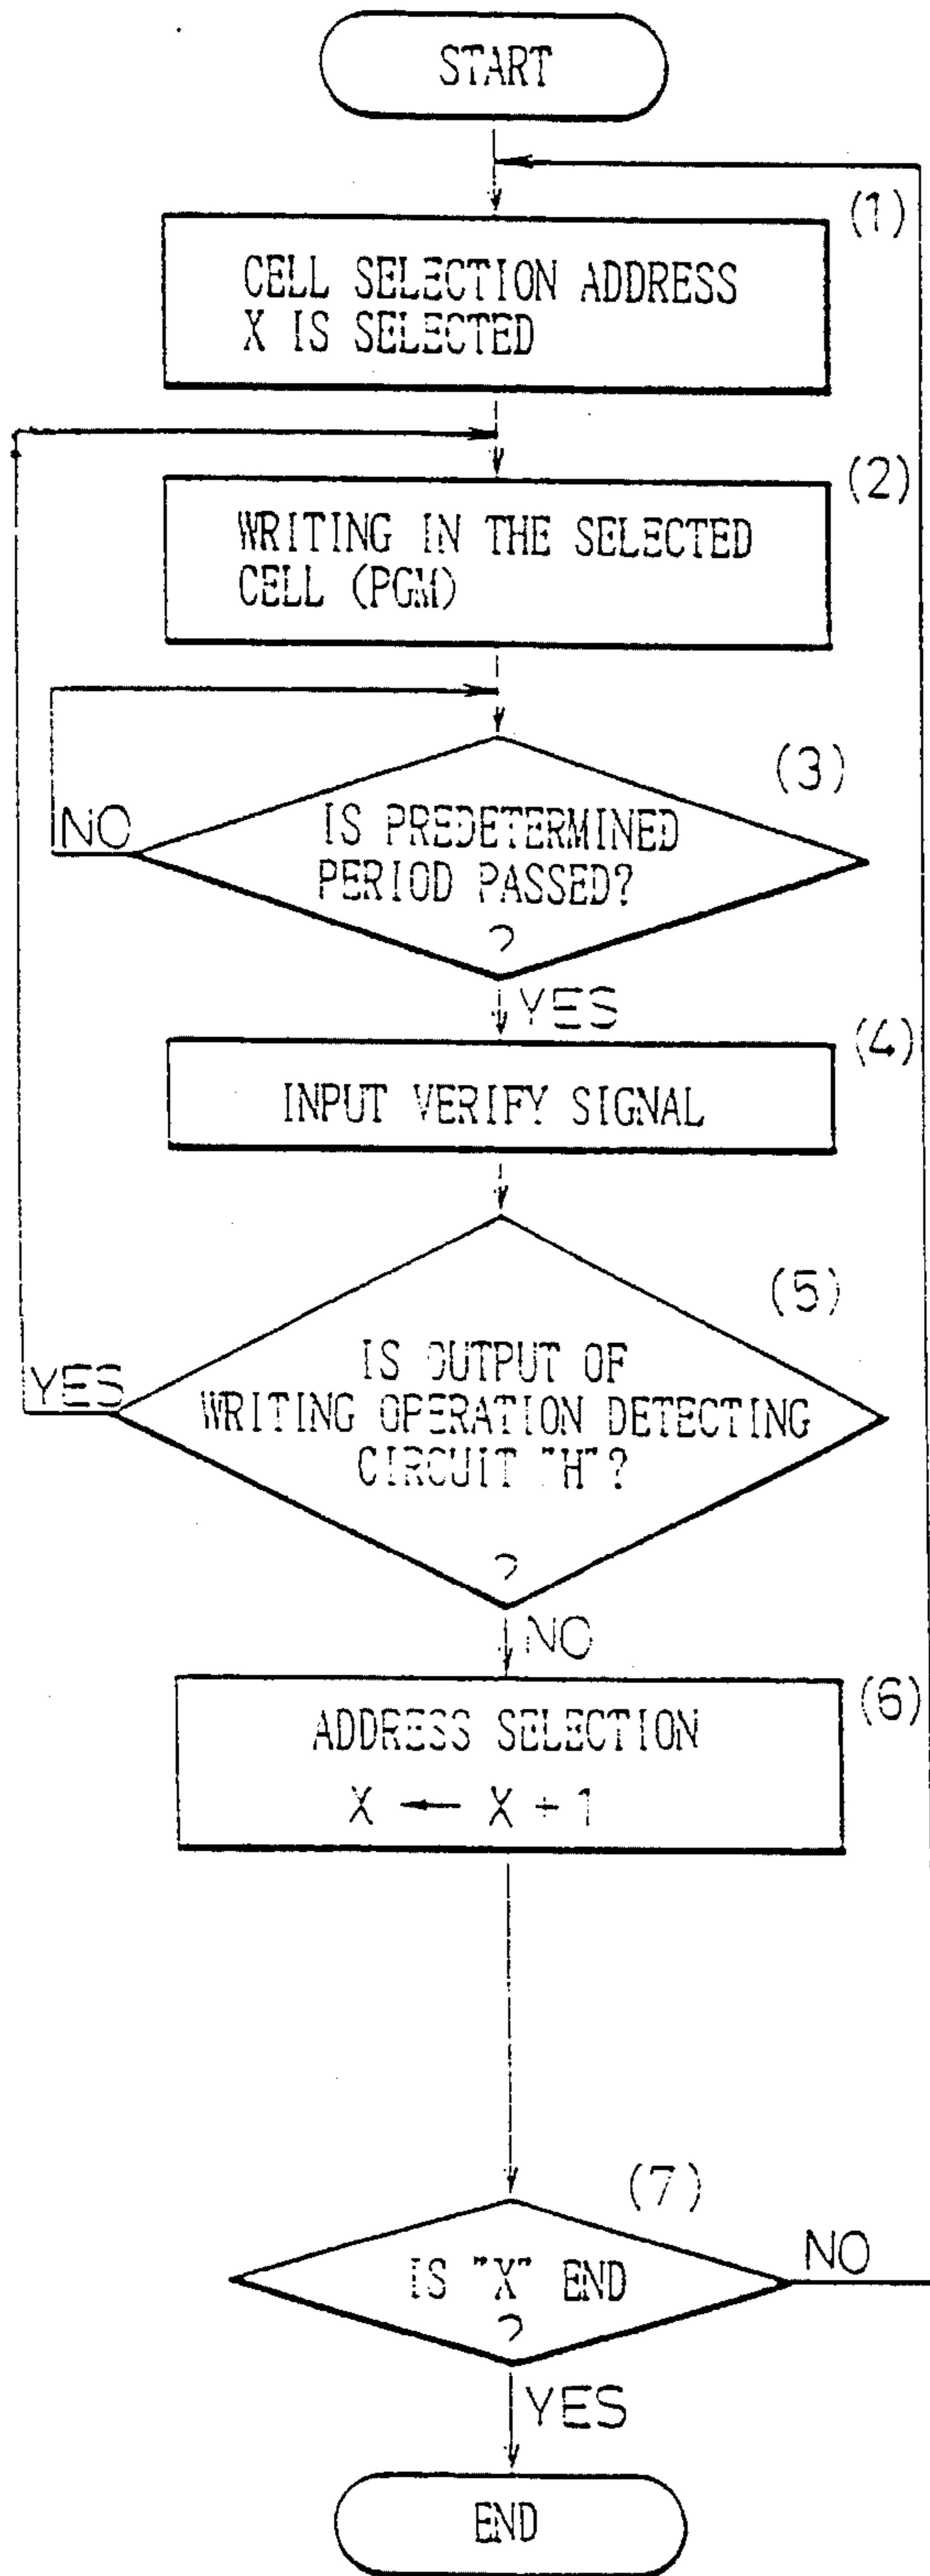 START
(1)
CELL SELECTION ADDRESS
X IS SELECTED
(2)
WRITING IN THE SELECTED
CELL (PGM)
(3)
NO
IS PREDETERMINED
PERIOD PASSED?
?
YES
(4)
INPUT VERIFY SIGNAL
(5)
YES
IS OUTPUT OF
WRITING OPERATION DETECTING
CIRCUIT "H"?
?
NO
(6)
ADDRESS SELECTION
X ← X + 1
(7)
NO
IS "X" END
?
YES
END